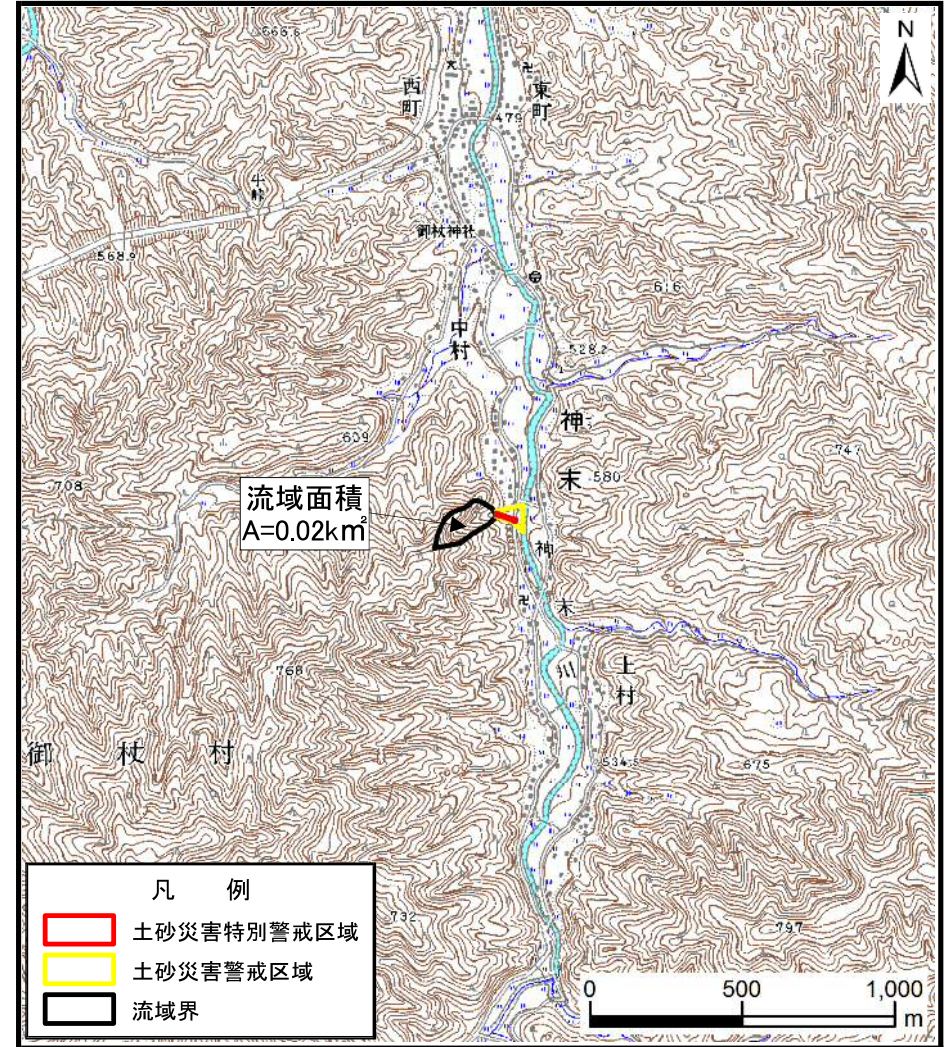 N
666.6
西町
東町
479
牛峠
568.9
御杖神社
616
中村
528.2
神末
609
747
580
708
流域面積
A=0.02km²
神末川
上村
768
御杖村
534.5
675
732
797
凡 例
土砂災害特別警戒区域
土砂災害警戒区域
流域界
0 500 1,000
m